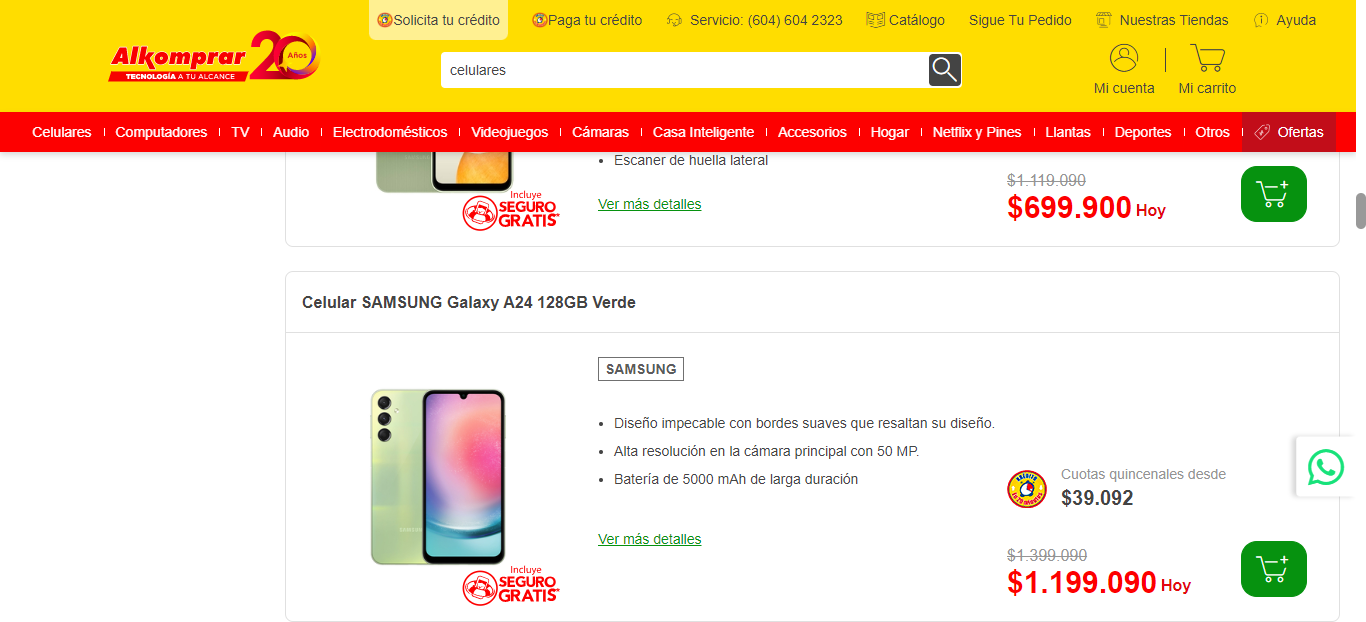 Solicita tu crédito
Paga tu crédito
Servicio: (604) 604 2323
Catálogo
Sigue Tu Pedido
Nuestras Tiendas
Ayuda
Alkomprar 20 Años
TECNOLOGÍA A TU ALCANCE
celulares
Mi cuenta
Mi carrito
Celulares
Computadores
TV
Audio
Electrodomésticos
Videojuegos
Cámaras
Casa Inteligente
Accesorios
Hogar
Netflix y Pines
Llantas
Deportes
Otros
Ofertas
Escaner de huella lateral
Incluye
SEGURO
GRATIS*
Ver más detalles
$1.119.090
$699.900 Hoy
Celular SAMSUNG Galaxy A24 128GB Verde
SAMSUNG
Diseño impecable con bordes suaves que resaltan su diseño.
Alta resolución en la cámara principal con 50 MP.
Batería de 5000 mAh de larga duración
Ver más detalles
Incluye
SEGURO
GRATIS*
Cuotas quincenales desde
$39.092
$1.399.090
$1.199.090 Hoy